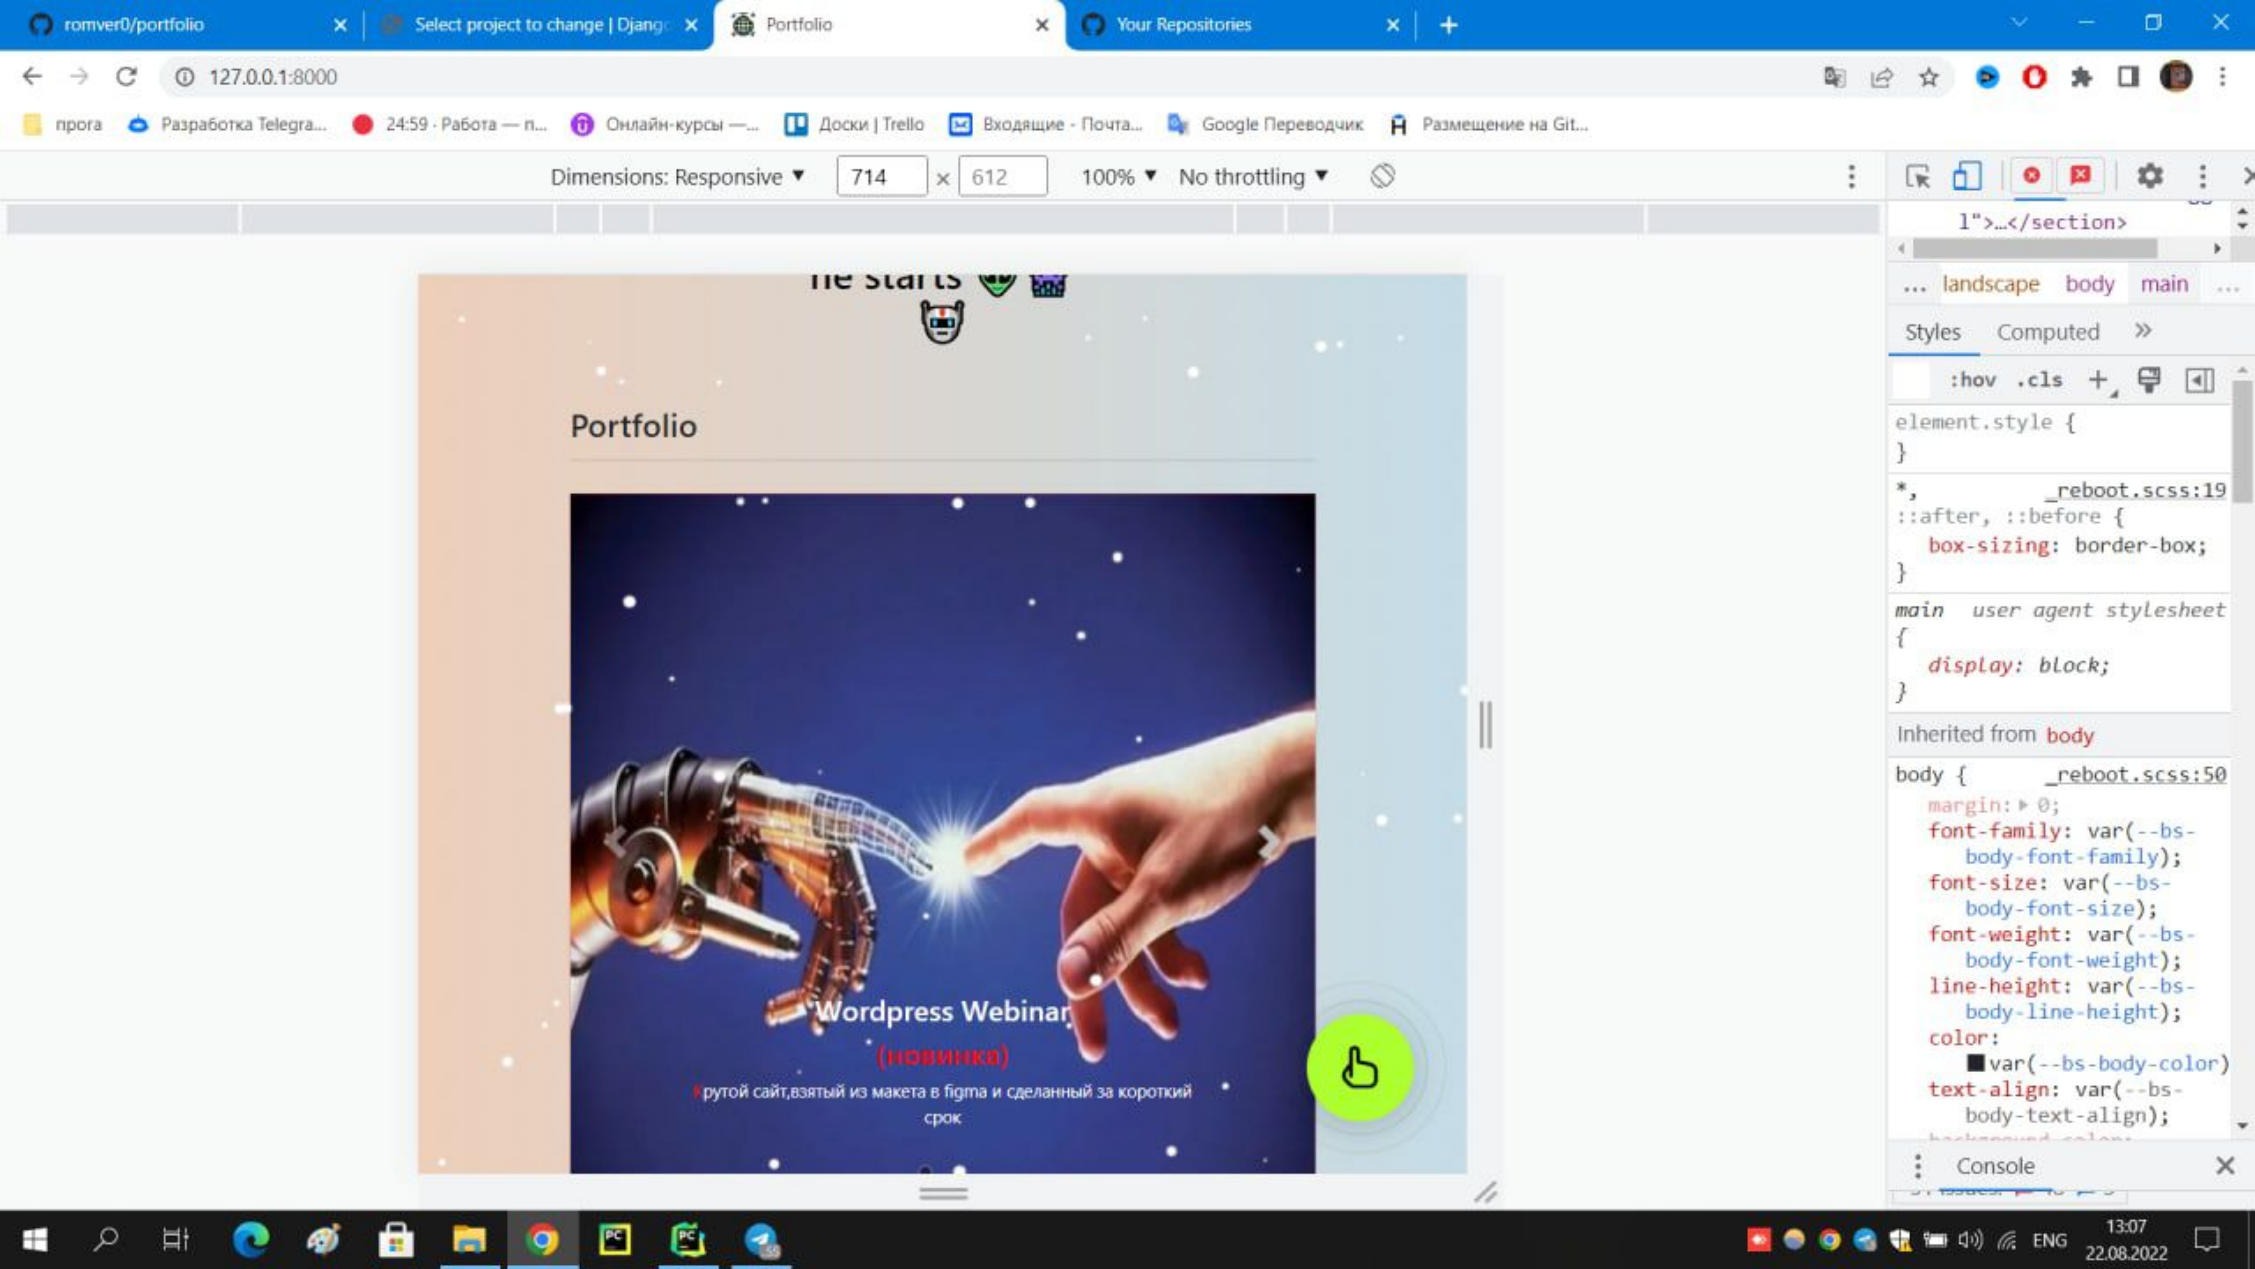 romver0/portfolio
Select project to change | Djang
Portfolio
Your Repositories
127.0.0.1:8000
прога
Разработка Telegra...
24:59 - Работа — п...
Онлайн-курсы —...
Доски | Trello
Входящие - Почта...
Google Переводчик
Размещение на Git...
Dimensions: Responsive
714
×
612
100%
No throttling
l">…</section>
... landscape body main ...
Styles Computed »
:hov .cls +
he starts
Portfolio
Wordpress Webinar
(новинка)
Крутой сайт,взятый из макета в figma и сделанный за короткий
срок
element.style {
}
*, _reboot.scss:19
::after, ::before {
box-sizing: border-box;
}
main user agent stylesheet
{
display: block;
}
Inherited from body
body { _reboot.scss:50
margin: 0;
font-family: var(--bs-
body-font-family);
font-size: var(--bs-
body-font-size);
font-weight: var(--bs-
body-font-weight);
line-height: var(--bs-
body-line-height);
color:
var(--bs-body-color)
text-align: var(--bs-
body-text-align);
Console
PC
PC
ENG
13:07
22.08.2022